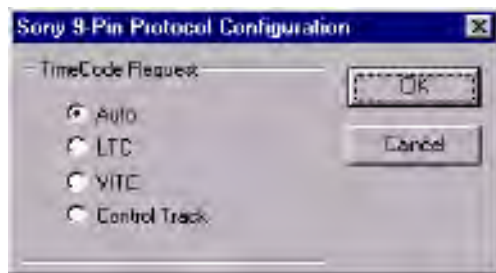 Sony 9-Pin Protocol Configuration
TimeCode Request
OK
Auto
LTC
Cancel
VITC
Control Track